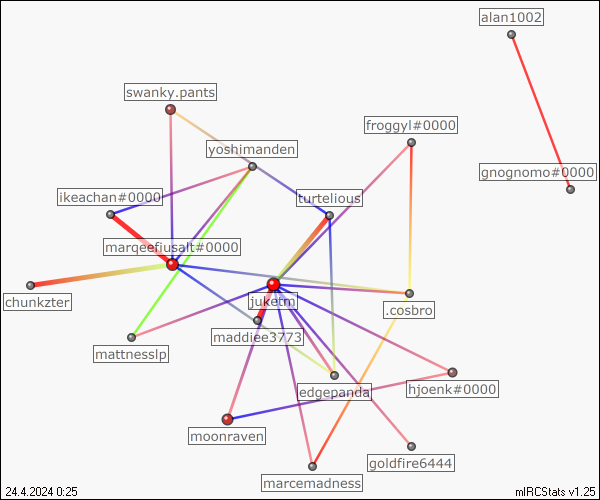 alan1002
swanky.pants
froggyl#0000
yoshimanden
gnognomo#0000
ikeachan#0000
turtelious
marqeefiusalt#0000
chunkzter
juketm
.cosbro
maddiee3773
mattnesslp
edgepanda
hjoenk#0000
moonraven
goldfire6444
marcemadness
24.4.2024 0:25
mIRCStats v1.25